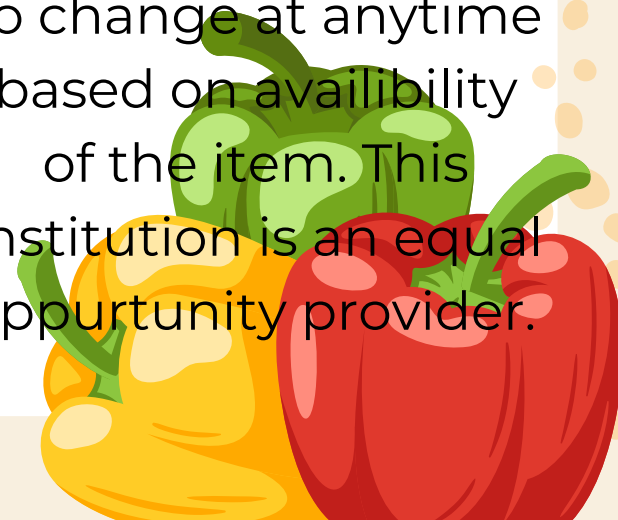 o change at anytime
based on availibility
of the item. This
nstitution is an equal
ppurtunity provider.